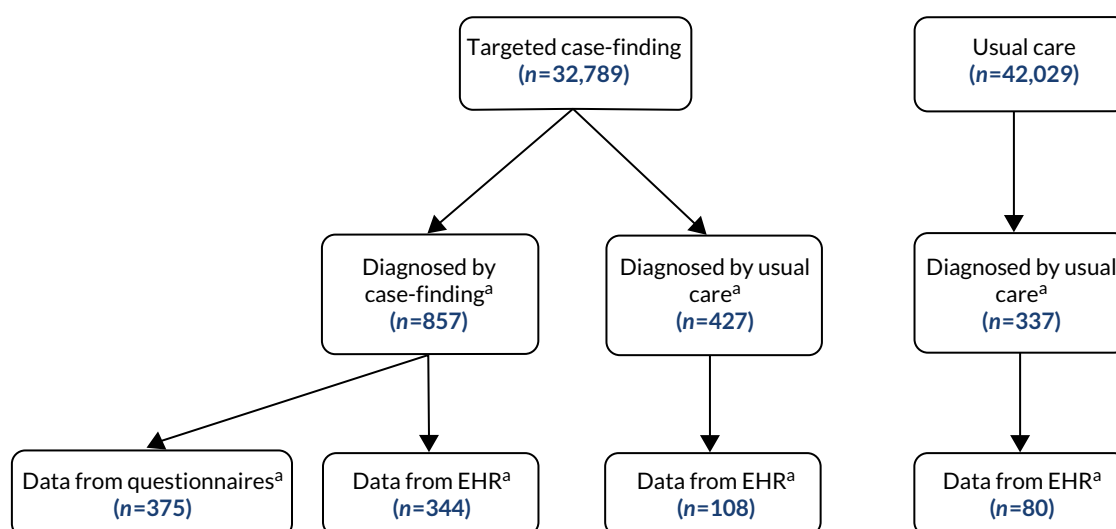 Targeted case-finding
(n=32,789)
Usual care
(n=42,029)
Diagnosed by
case-findingᵃ
(n=857)
Diagnosed by usual
careᵃ
(n=427)
Diagnosed by usual
careᵃ
(n=337)
Data from questionnairesᵃ
(n=375)
Data from EHRᵃ
(n=344)
Data from EHRᵃ
(n=108)
Data from EHRᵃ
(n=80)